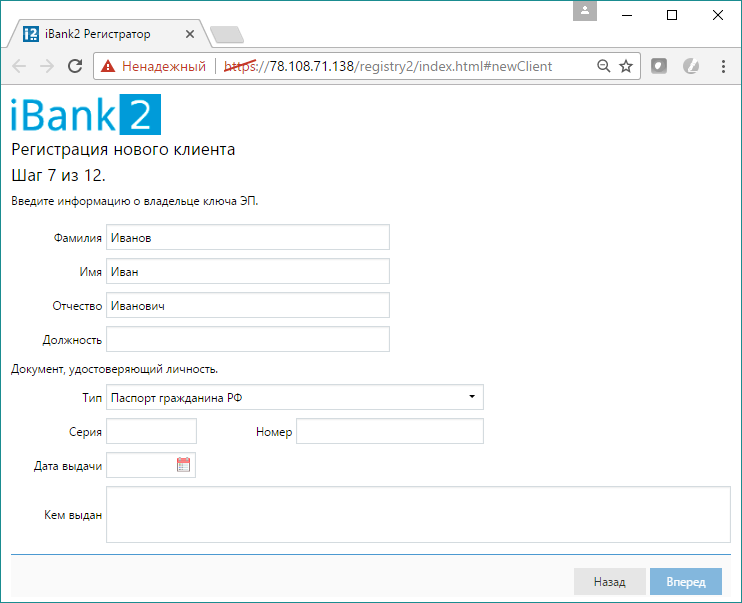 iBank2 Регистратор
Ненадежный https://78.108.71.138/registry2/index.html#newClient
iBank 2
Регистрация нового клиента
Шаг 7 из 12.
Введите информацию о владельце ключа ЭП.
Фамилия Иванов
Имя Иван
Отчество Иванович
Должность
Документ, удостоверяющий личность.
Тип Паспорт гражданина РФ
Серия Номер
Дата выдачи
Кем выдан
Назад Вперед